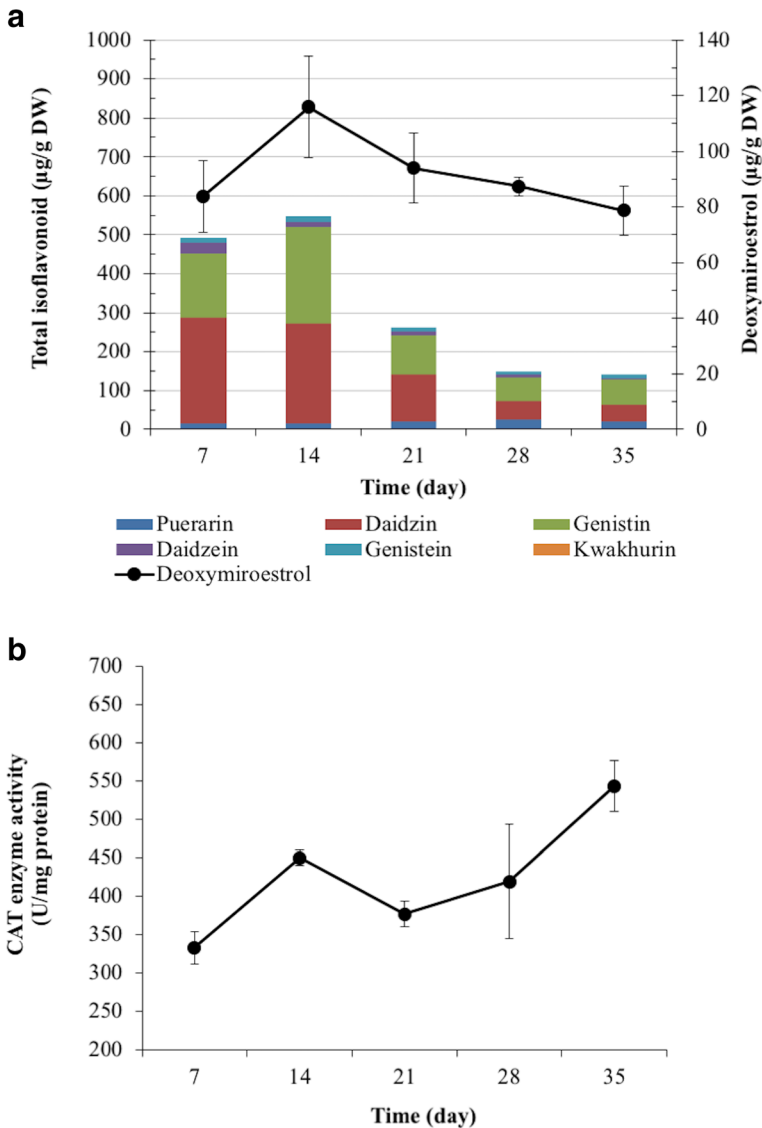 a
Total isoflavonoid (µg/g DW)
1000
900
800
700
600
500
400
300
200
100
0
140
120
100
80
60
40
20
0
Deoxymiroestrol (µg/g DW)
7 14 21 28 35
Time (day)
Puerarin Daidzin Genistin
Daidzein Genistein Kwakhurin
Deoxymiroestrol
b
CAT enzyme activity
(U/mg protein)
700
650
600
550
500
450
400
350
300
250
200
7 14 21 28 35
Time (day)